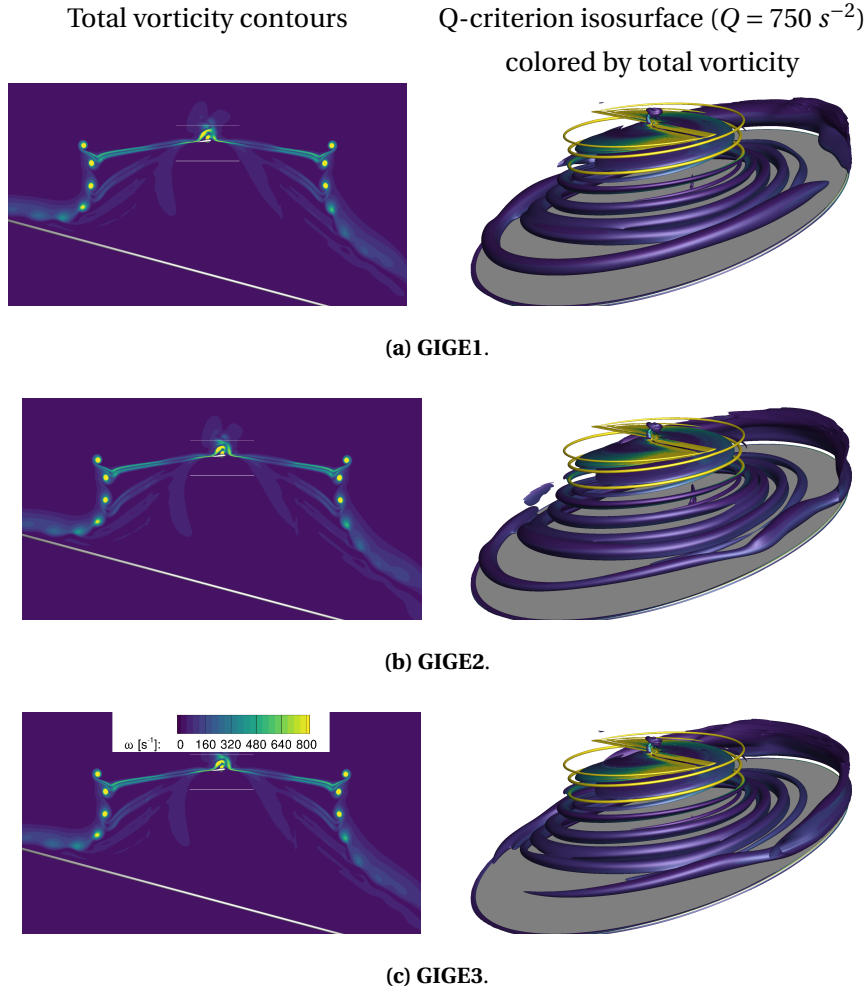 Total vorticity contours
Q-criterion isosurface (Q = 750 s⁻²)
colored by total vorticity
(a) GIGE1.
(b) GIGE2.
ω [s⁻¹]: 0 160 320 480 640 800
(c) GIGE3.